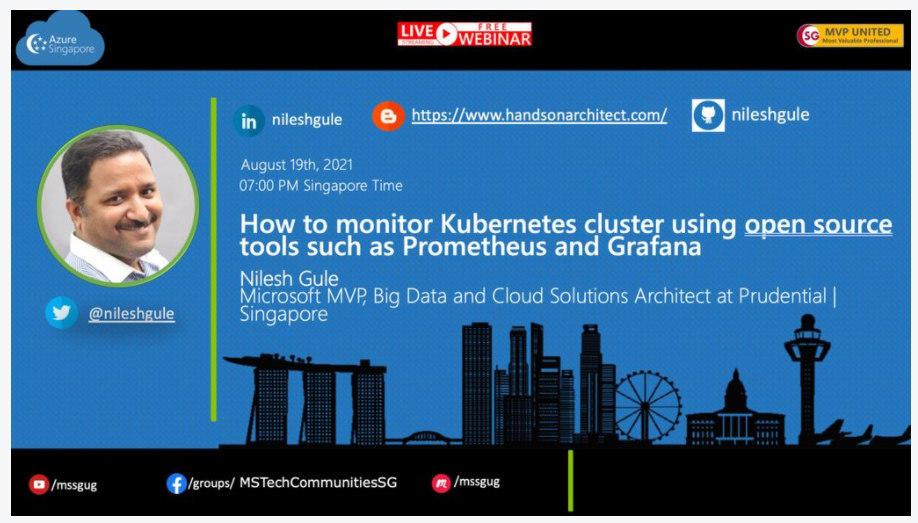 Azure
Singapore
LIVE
STREAMING
FREE
WEBINAR
SG MVP UNITED
Most Valuable Professional
in nileshgule
https://www.handsonarchitect.com/
nileshgule
August 19th, 2021
07:00 PM Singapore Time
How to monitor Kubernetes cluster using open source
tools such as Prometheus and Grafana
Nilesh Gule
Microsoft MVP, Big Data and Cloud Solutions Architect at Prudential |
Singapore
@nileshgule
/mssgug
/groups/ MSTechCommunitiesSG
m /mssgug